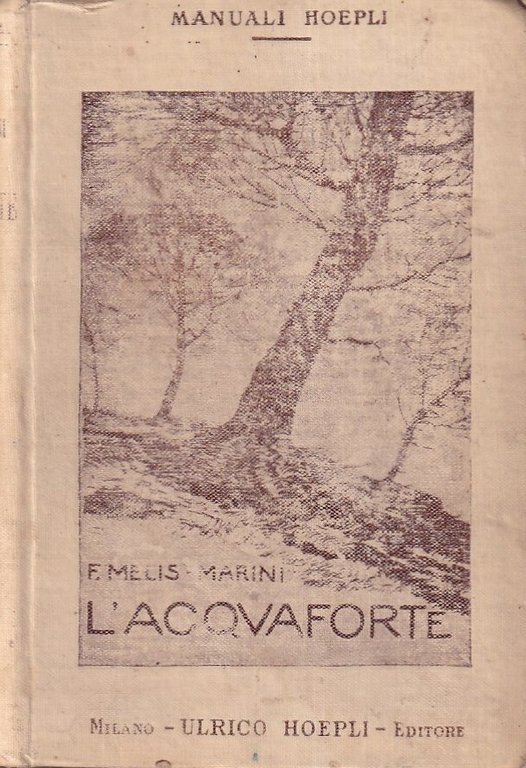 MANUALI HOEPLI
F. MELIS - MARINI
L'ACQVAFORTE
MILANO - ULRICO HOEPLI - EDITORE